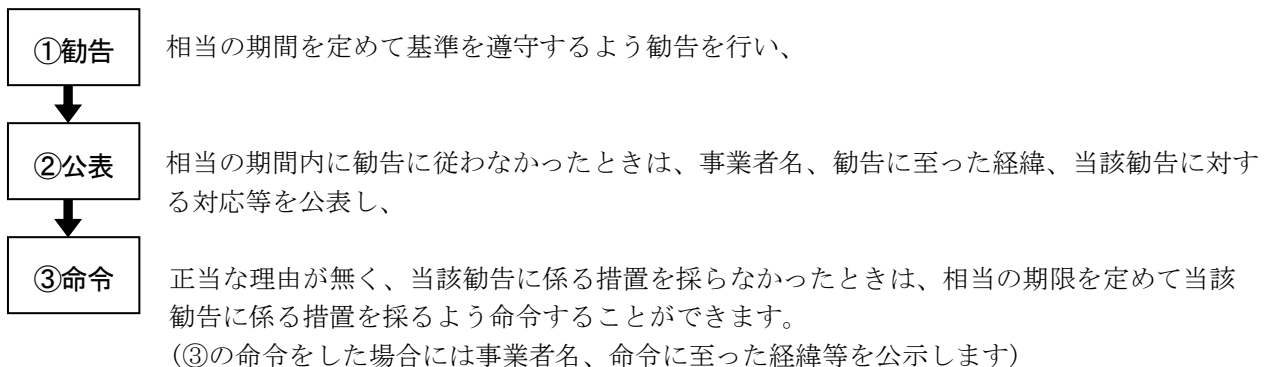 ①勧告
相当の期間を定めて基準を遵守するよう勧告を行い、
②公表
相当の期間内に勧告に従わなかったときは、事業者名、勧告に至った経緯、当該勧告に対す
る対応等を公表し、
③命令
正当な理由が無く、当該勧告に係る措置を採らなかったときは、相当の期限を定めて当該
勧告に係る措置を採るよう命令することができます。
(③の命令をした場合には事業者名、命令に至った経緯等を公示します)